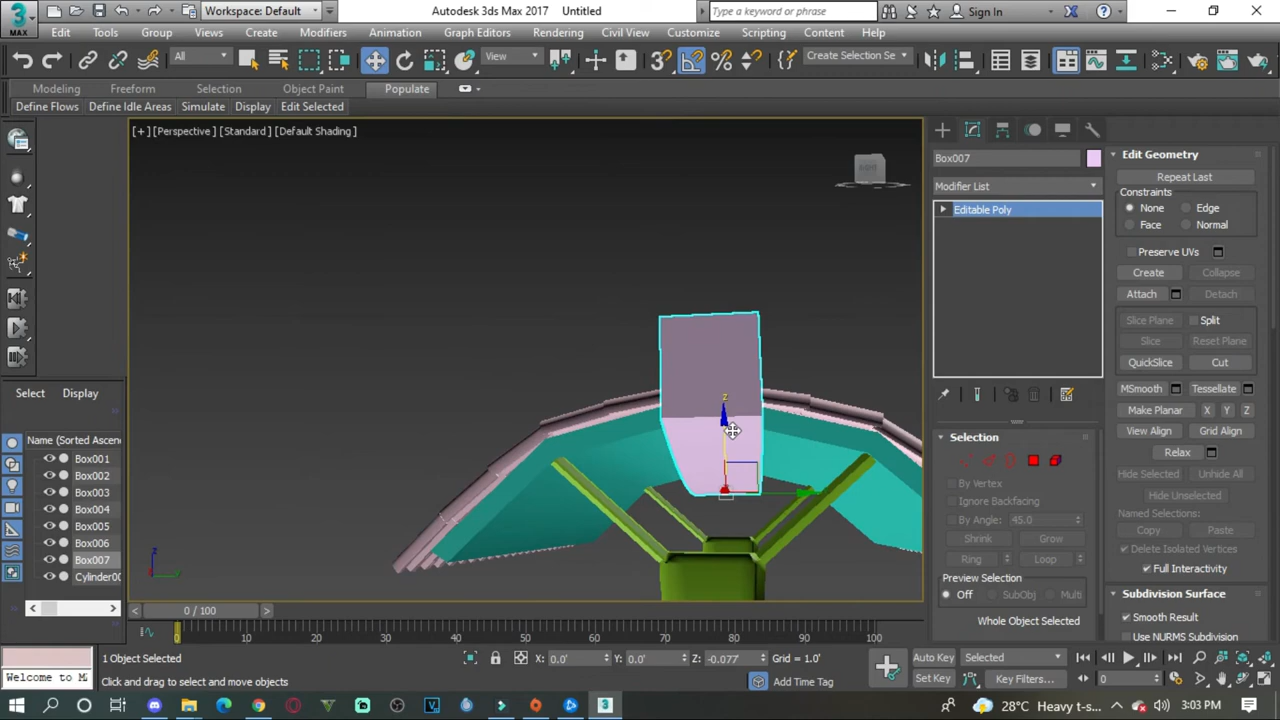 Workspace: Default
Autodesk 3ds Max 2017 Untitled
Type a keyword or phrase
Sign In
MAX
Edit Tools Group Views Create Modifiers Animation Graph Editors Rendering Civil View Customize Scripting Content Help
All
View
Create Selection Se
Modeling Freeform Selection Object Paint Populate
Define Flows Define Idle Areas Simulate Display Edit Selected
[+] [Perspective] [Standard] [Default Shading]
Box007
Modifier List
Editable Poly
Edit Geometry
Repeat Last
Constraints
None Edge
Face Normal
Preserve UVs
Create Collapse
Attach Detach
Slice Plane Split
Slice Reset Plane
QuickSlice Cut
MSmooth Tessellate
Make Planar X Y Z
View Align Grid Align
Relax
Hide Selected Unhide All
Hide Unselected
Named Selections:
Copy Paste
Delete Isolated Vertices
Full Interactivity
Subdivision Surface
Smooth Result
Use NURMS Subdivision
Selection
By Vertex
Ignore Backfacing
By Angle: 45.0
Shrink Grow
Ring Loop
Preview Selection
Off SubObj Multi
Whole Object Selected
Select Display
Name (Sorted Ascen
Box001
Box002
Box003
Box004
Box005
Box006
Box007
Cylinder00
z
z
y
0 / 100
0 10 20 30 40 50 60 70 80 90 100
1 Object Selected
X: 0.0' Y: 0.0' Z: -0.077' Grid = 1.0'
Auto Key Selected
Welcome to M
Click and drag to select and move objects
Add Time Tag
Set Key Key Filters...
0
28°C Heavy t-s...
3:03 PM